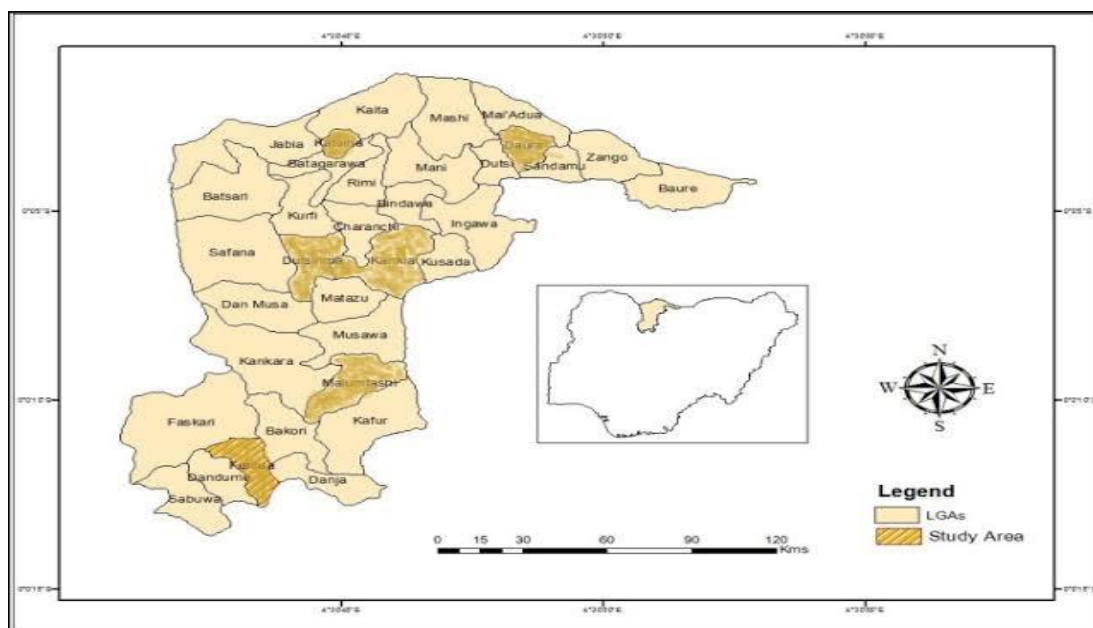 Kaita
Mashi
Mai'Adua
Jabia
Katsina
Daura
Batagarawa
Mani
Dutsi
Sandamu
Zango
Rimi
Baure
Batsari
Bindawa
Kurfi
Charanchi
Ingawa
Safana
Dutsinma
Kankia
Kusada
Dan Musa
Matazu
Musawa
Kankara
Malumfashi
Kafur
Faskari
Bakori
Funtua
Dandume
Danja
Sabuwa
N
W E
S
Legend
LGAs
Study Area
0 15 30 60 90 120
Kms